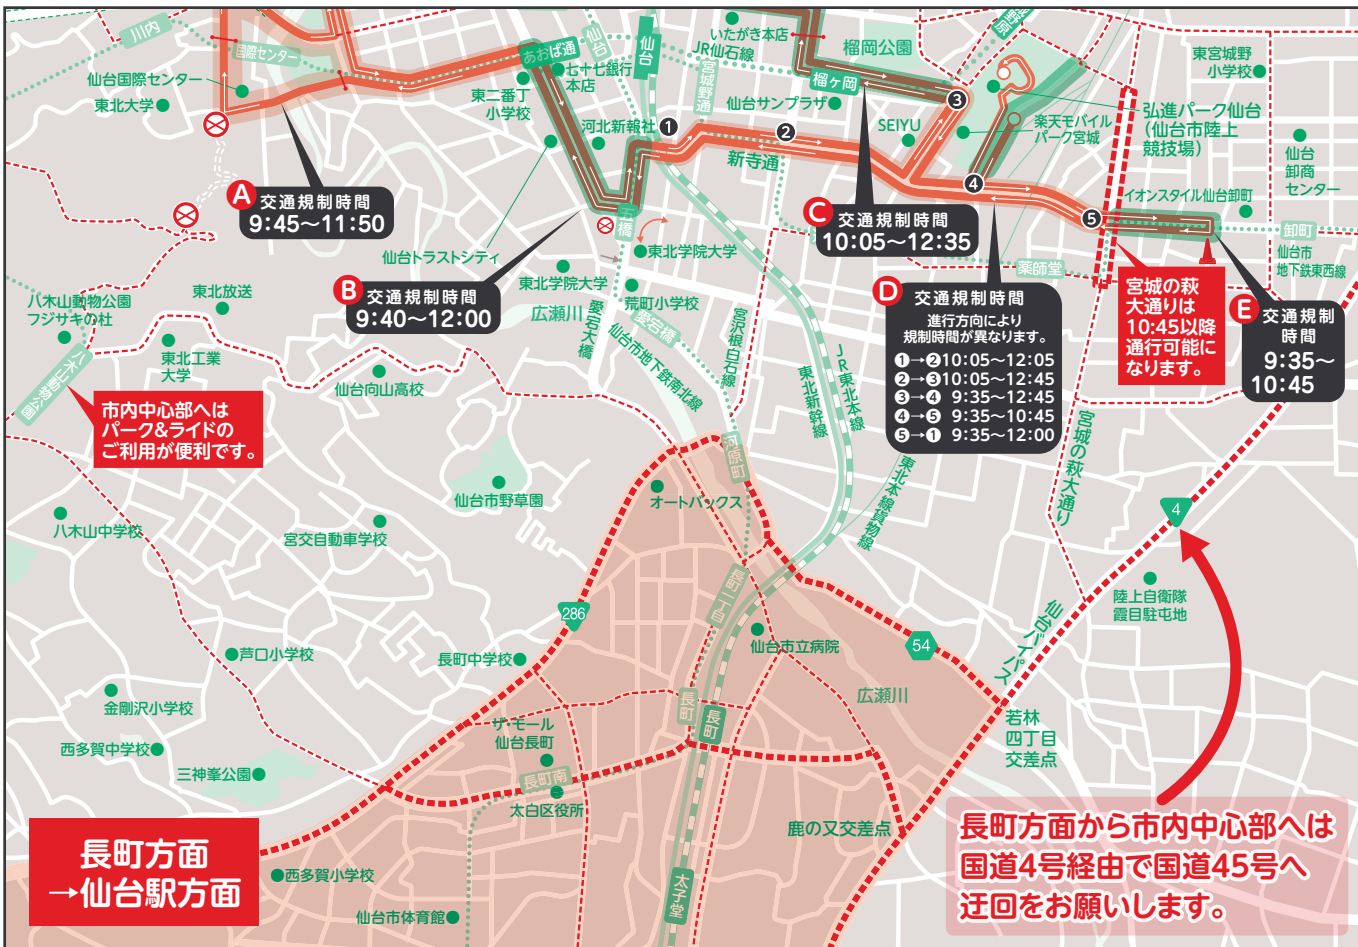 川内
国際センター
仙台国際センター
東北大学
あおば通
仙台
仙台
七十七銀行
本店
東二番丁
小学校
いたがき本店
JR仙石線
宮城野通
榴岡公園
榴ヶ岡
仙台サンプラザ
河北新報社
SEIYU
楽天モバイル
パーク宮城
弘進パーク仙台
(仙台市陸上
競技場)
東宮城野
小学校
仙台
卸商
センター
イオンスタイル仙台卸町
卸町
仙台市
地下鉄東西線
薬師堂
新寺通
五橋
1
2
3
4
5
A
交通規制時間
9:45〜11:50
B
交通規制時間
9:40〜12:00
C
交通規制時間
10:05〜12:35
D
交通規制時間
進行方向により
規制時間が異なります。
❶→❷10:05〜12:05
❷→❸10:05〜12:45
❸→❹ 9:35〜12:45
❹→❺ 9:35〜10:45
❺→❶ 9:35〜12:00
宮城の萩
大通りは
10:45以降
通行可能に
なります。
E
交通規制
時間
9:35〜
10:45
仙台トラストシティ
東北学院大学
東北学院大学
荒町小学校
広瀬川
愛宕大橋
愛宕橋
仙台市地下鉄南北線
宮沢根白石線
東北新幹線
JR東北本線
東北本線貨物線
宮城の萩大通り
八木山動物公園
フジサキの杜
八木山動物公園
東北放送
東北工業
大学
仙台向山高校
市内中心部へは
パーク&ライドの
ご利用が便利です。
仙台市野草園
八木山中学校
宮交自動車学校
河原町
オートバックス
長町一丁目
286
仙台市立病院
54
4
陸上自衛隊
霞目駐屯地
仙台バイパス
芦口小学校
長町中学校
金剛沢小学校
西多賀中学校
三神峯公園
ザ・モール
仙台長町
長町
長町
広瀬川
若林
四丁目
交差点
長町南
太白区役所
鹿の又交差点
太子堂
西多賀小学校
仙台市体育館
長町方面
→仙台駅方面
長町方面から市内中心部へは
国道4号経由で国道45号へ
迂回をお願いします。